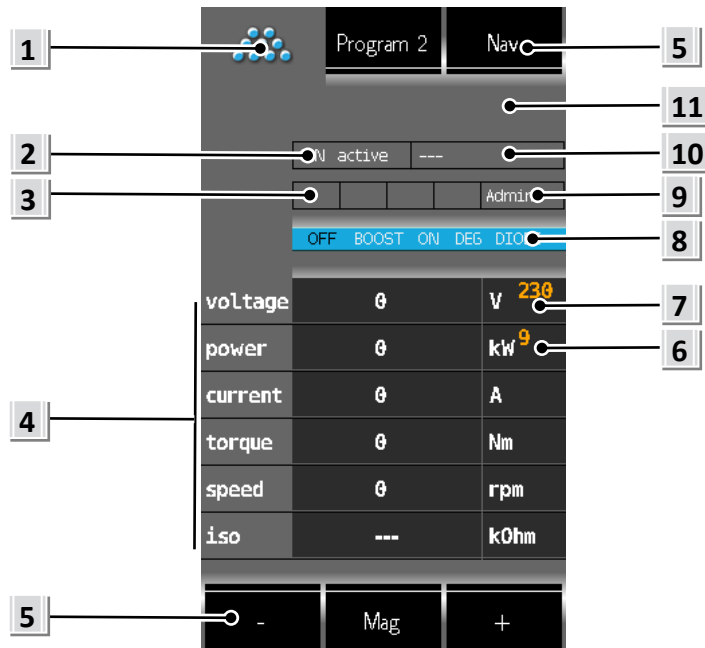 1 Program 2 Nav 5
11
2 N active --- 10
3 Admin 9
OFF BOOST ON DEG DIO 8
voltage 0 V 230 7
power 0 kW 9 6
current 0 A
4
torque 0 Nm
speed 0 rpm
iso --- kOhm
5 - Mag +